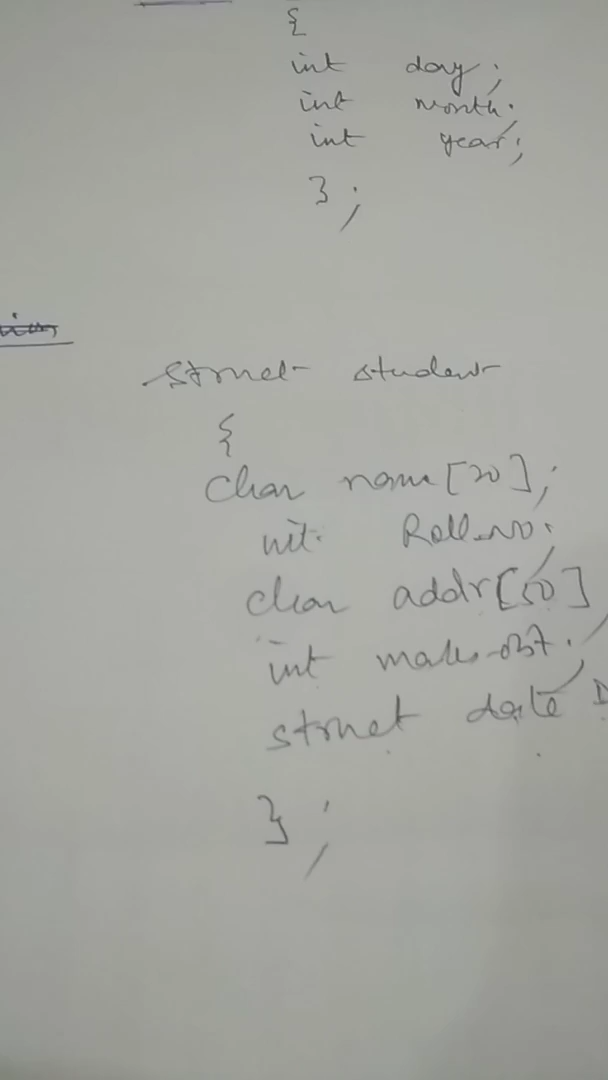 {
int day;
int month;
int year;
};
struct student
{
char name[20];
int Roll-no;
char addr[50]
int marks-obt.
struct date D
};